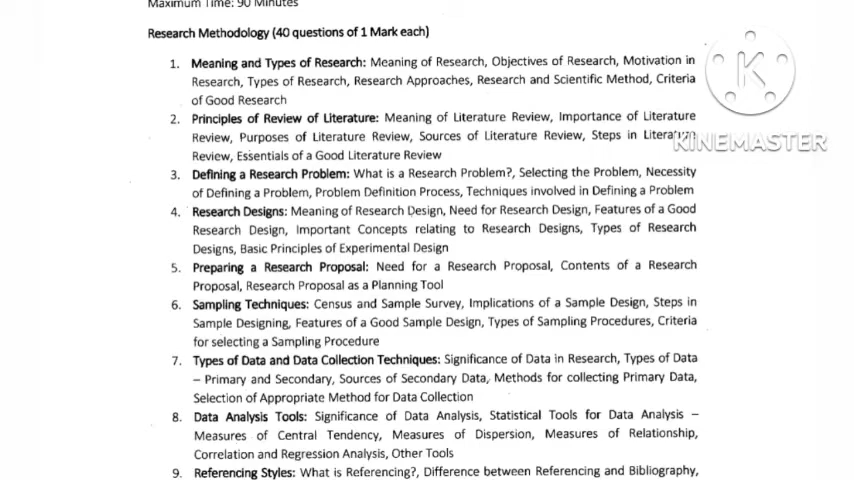 Maximum Time: 90 Minutes
Research Methodology (40 questions of 1 Mark each)
1. Meaning and Types of Research: Meaning of Research, Objectives of Research, Motivation in
Research, Types of Research, Research Approaches, Research and Scientific Method, Criteria
of Good Research
2. Principles of Review of Literature: Meaning of Literature Review, Importance of Literature
Review, Purposes of Literature Review, Sources of Literature Review, Steps in Literature
Review, Essentials of a Good Literature Review
3. Defining a Research Problem: What is a Research Problem?, Selecting the Problem, Necessity
of Defining a Problem, Problem Definition Process, Techniques involved in Defining a Problem
4. Research Designs: Meaning of Research Design, Need for Research Design, Features of a Good
Research Design, Important Concepts relating to Research Designs, Types of Research
Designs, Basic Principles of Experimental Design
5. Preparing a Research Proposal: Need for a Research Proposal, Contents of a Research
Proposal, Research Proposal as a Planning Tool
6. Sampling Techniques: Census and Sample Survey, Implications of a Sample Design, Steps in
Sample Designing, Features of a Good Sample Design, Types of Sampling Procedures, Criteria
for selecting a Sampling Procedure
7. Types of Data and Data Collection Techniques: Significance of Data in Research, Types of Data
– Primary and Secondary, Sources of Secondary Data, Methods for collecting Primary Data,
Selection of Appropriate Method for Data Collection
8. Data Analysis Tools: Significance of Data Analysis, Statistical Tools for Data Analysis –
Measures of Central Tendency, Measures of Dispersion, Measures of Relationship,
Correlation and Regression Analysis, Other Tools
9. Referencing Styles: What is Referencing?, Difference between Referencing and Bibliography,
K
KINEMASTER